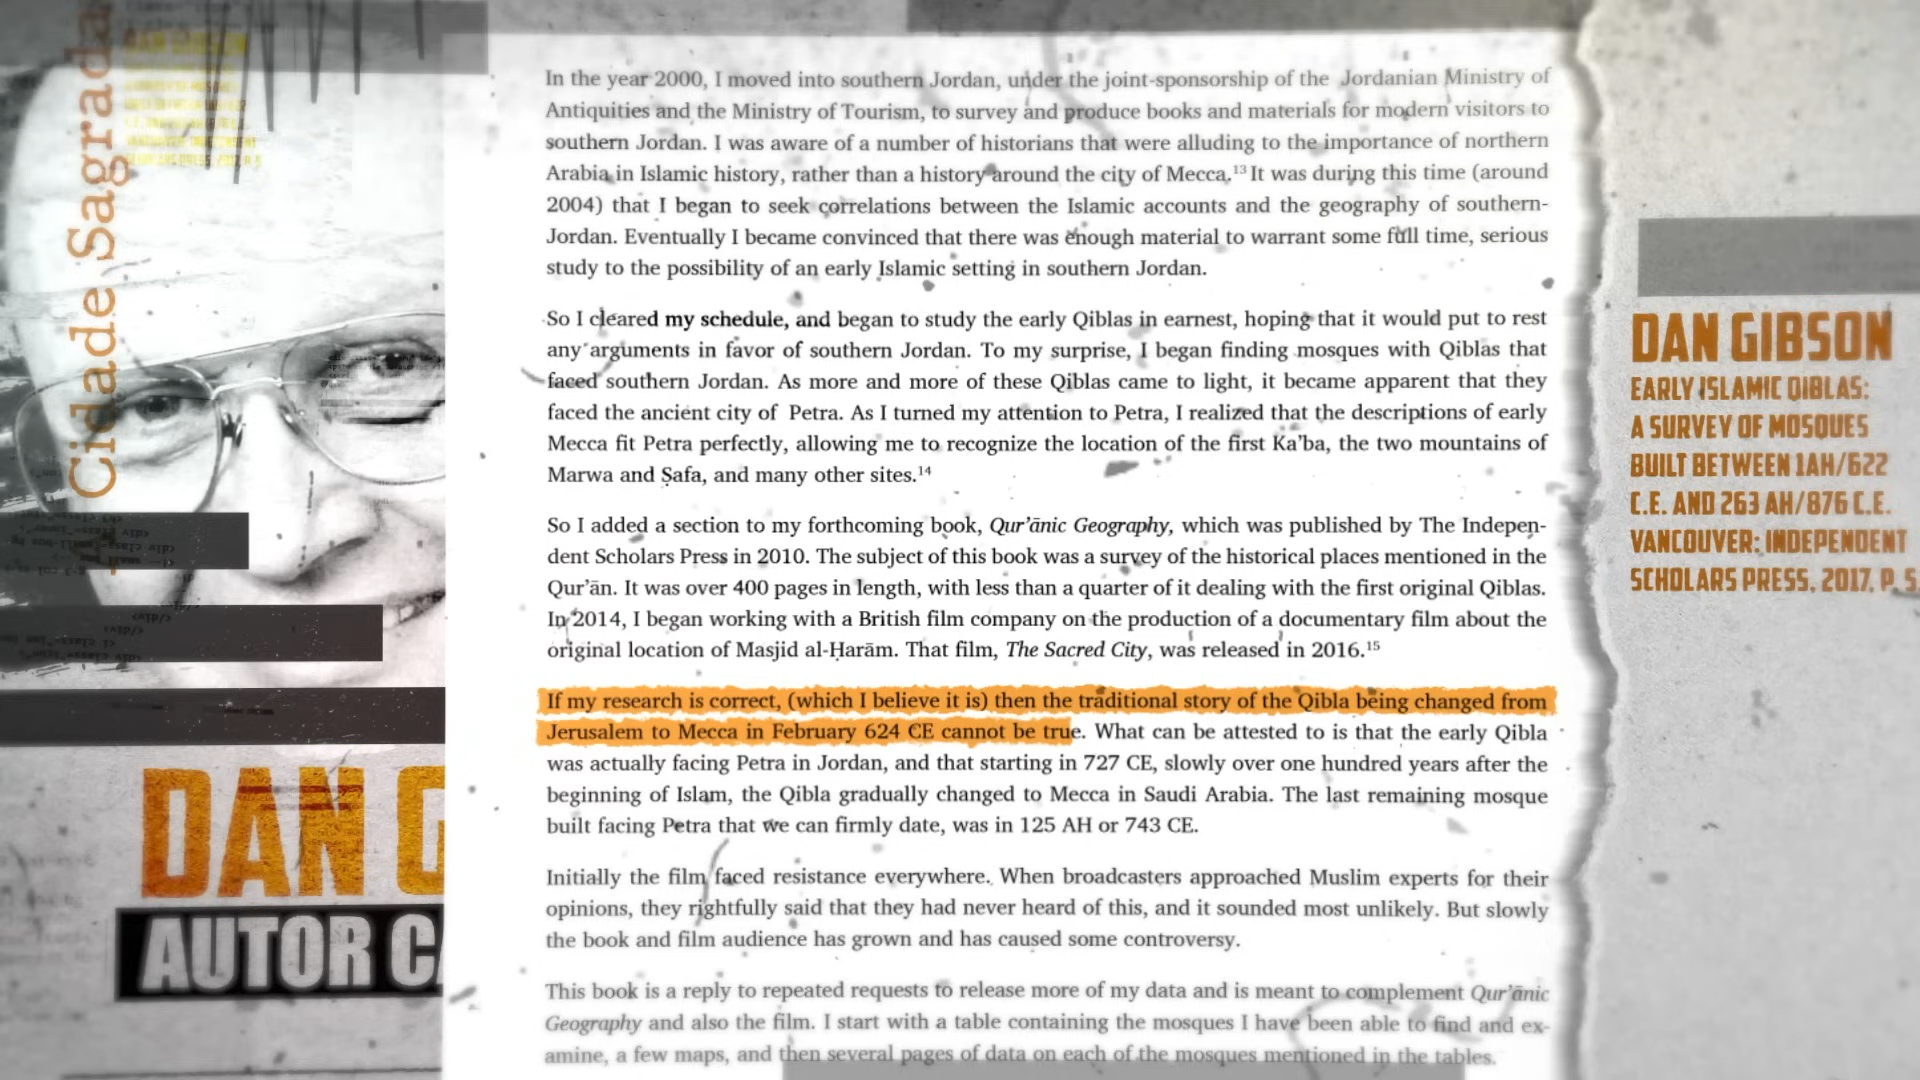 Cidade Sagrada
In the year 2000, I moved into southern Jordan, under the joint-sponsorship of the Jordanian Ministry of
Antiquities and the Ministry of Tourism, to survey and produce books and materials for modern visitors to
southern Jordan. I was aware of a number of historians that were alluding to the importance of northern
Arabia in Islamic history, rather than a history around the city of Mecca.¹³ It was during this time (around
2004) that I began to seek correlations between the Islamic accounts and the geography of southern-
Jordan. Eventually I became convinced that there was enough material to warrant some full time, serious
study to the possibility of an early Islamic setting in southern Jordan.
So I cleared my schedule, and began to study the early Qiblas in earnest, hoping that it would put to rest
any arguments in favor of southern Jordan. To my surprise, I began finding mosques with Qiblas that
faced southern Jordan. As more and more of these Qiblas came to light, it became apparent that they
faced the ancient city of Petra. As I turned my attention to Petra, I realized that the descriptions of early
Mecca fit Petra perfectly, allowing me to recognize the location of the first Ka'ba, the two mountains of
Marwa and Ṣafa, and many other sites.¹⁴
So I added a section to my forthcoming book, Qur'ānic Geography, which was published by The Indepen-
dent Scholars Press in 2010. The subject of this book was a survey of the historical places mentioned in the
Qur'ān. It was over 400 pages in length, with less than a quarter of it dealing with the first original Qiblas.
In 2014, I began working with a British film company on the production of a documentary film about the
original location of Masjid al-Ḥarām. That film, The Sacred City, was released in 2016.¹⁵
If my research is correct, (which I believe it is) then the traditional story of the Qibla being changed from
Jerusalem to Mecca in February 624 CE cannot be true. What can be attested to is that the early Qibla
was actually facing Petra in Jordan, and that starting in 727 CE, slowly over one hundred years after the
beginning of Islam, the Qibla gradually changed to Mecca in Saudi Arabia. The last remaining mosque
built facing Petra that we can firmly date, was in 125 AH or 743 CE.
Initially the film faced resistance everywhere. When broadcasters approached Muslim experts for their
opinions, they rightfully said that they had never heard of this, and it sounded most unlikely. But slowly
the book and film audience has grown and has caused some controversy.
This book is a reply to repeated requests to release more of my data and is meant to complement Qur'ānic
Geography and also the film. I start with a table containing the mosques I have been able to find and ex-
amine, a few maps, and then several pages of data on each of the mosques mentioned in the tables.
DAN GIBSON
EARLY ISLAMIC QIBLAS:
A SURVEY OF MOSQUES
BUILT BETWEEN 1AH/622
C.E. AND 263 AH/876 C.E.
VANCOUVER: INDEPENDENT
SCHOLARS PRESS, 2017, P. 5
DAN G
AUTOR CA